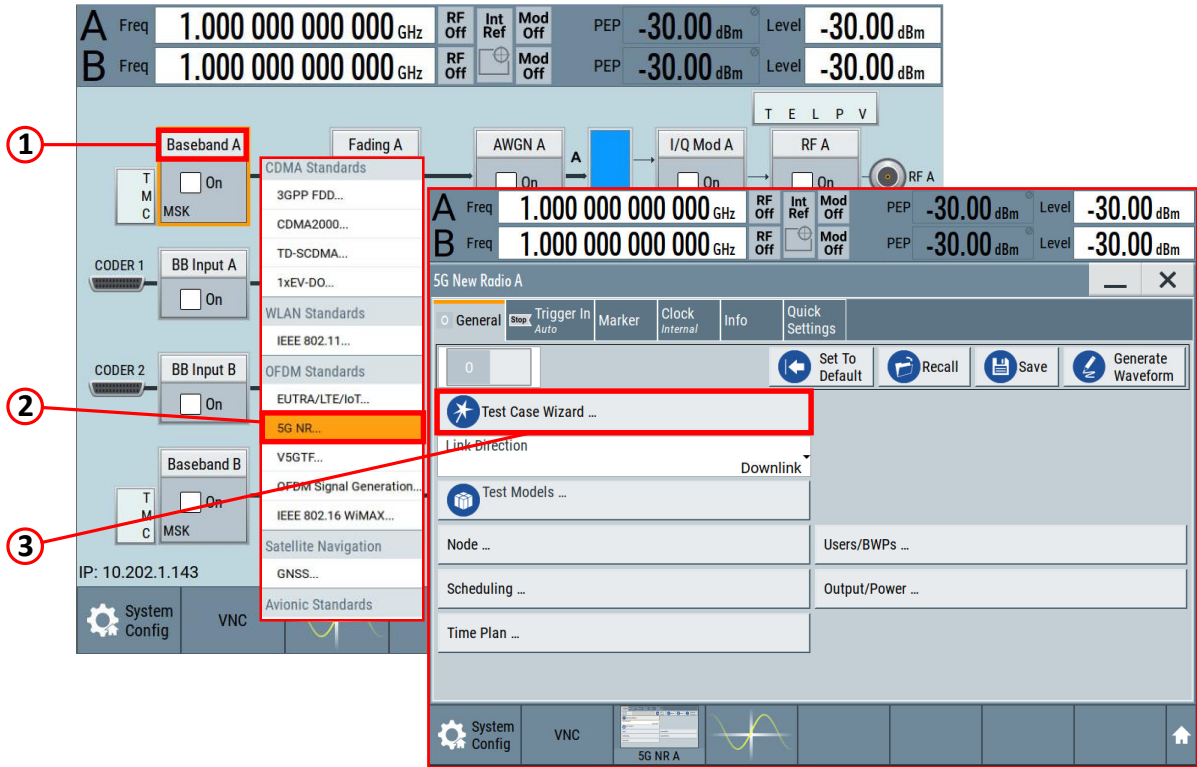 A Freq 1.000 000 000 000 GHz RF Off Int Ref Mod Off PEP -30.00 dBm Level -30.00 dBm
B Freq 1.000 000 000 000 GHz RF Off Mod Off PEP -30.00 dBm Level -30.00 dBm
T E L P V
1
Baseband A
Fading A
AWGN A
A
I/Q Mod A
RF A
T
M
C
On
MSK
On
On
On
RF A
CODER 1
BB Input A
On
2
CODER 2
BB Input B
On
Baseband B
3
T
M
C
On
MSK
IP: 10.202.1.143
System
Config
VNC
CDMA Standards
3GPP FDD...
CDMA2000...
TD-SCDMA...
1xEV-DO...
WLAN Standards
IEEE 802.11...
OFDM Standards
EUTRA/LTE/IoT...
5G NR...
V5GTF...
OFDM Signal Generation...
IEEE 802.16 WiMAX...
Satellite Navigation
GNSS...
Avionic Standards
A Freq 1.000 000 000 000 GHz RF Off Int Ref Mod Off PEP -30.00 dBm Level -30.00 dBm
B Freq 1.000 000 000 000 GHz RF Off Mod Off PEP -30.00 dBm Level -30.00 dBm
5G New Radio A
0 General
Stop Trigger In
Auto
Marker
Clock
Internal
Info
Quick
Settings
0
Set To
Default
Recall
Save
Generate
Waveform
Test Case Wizard ...
Link Direction
Downlink
Test Models ...
Node ...
Users/BWPs ...
Scheduling ...
Output/Power ...
Time Plan ...
System
Config
VNC
5G NR A